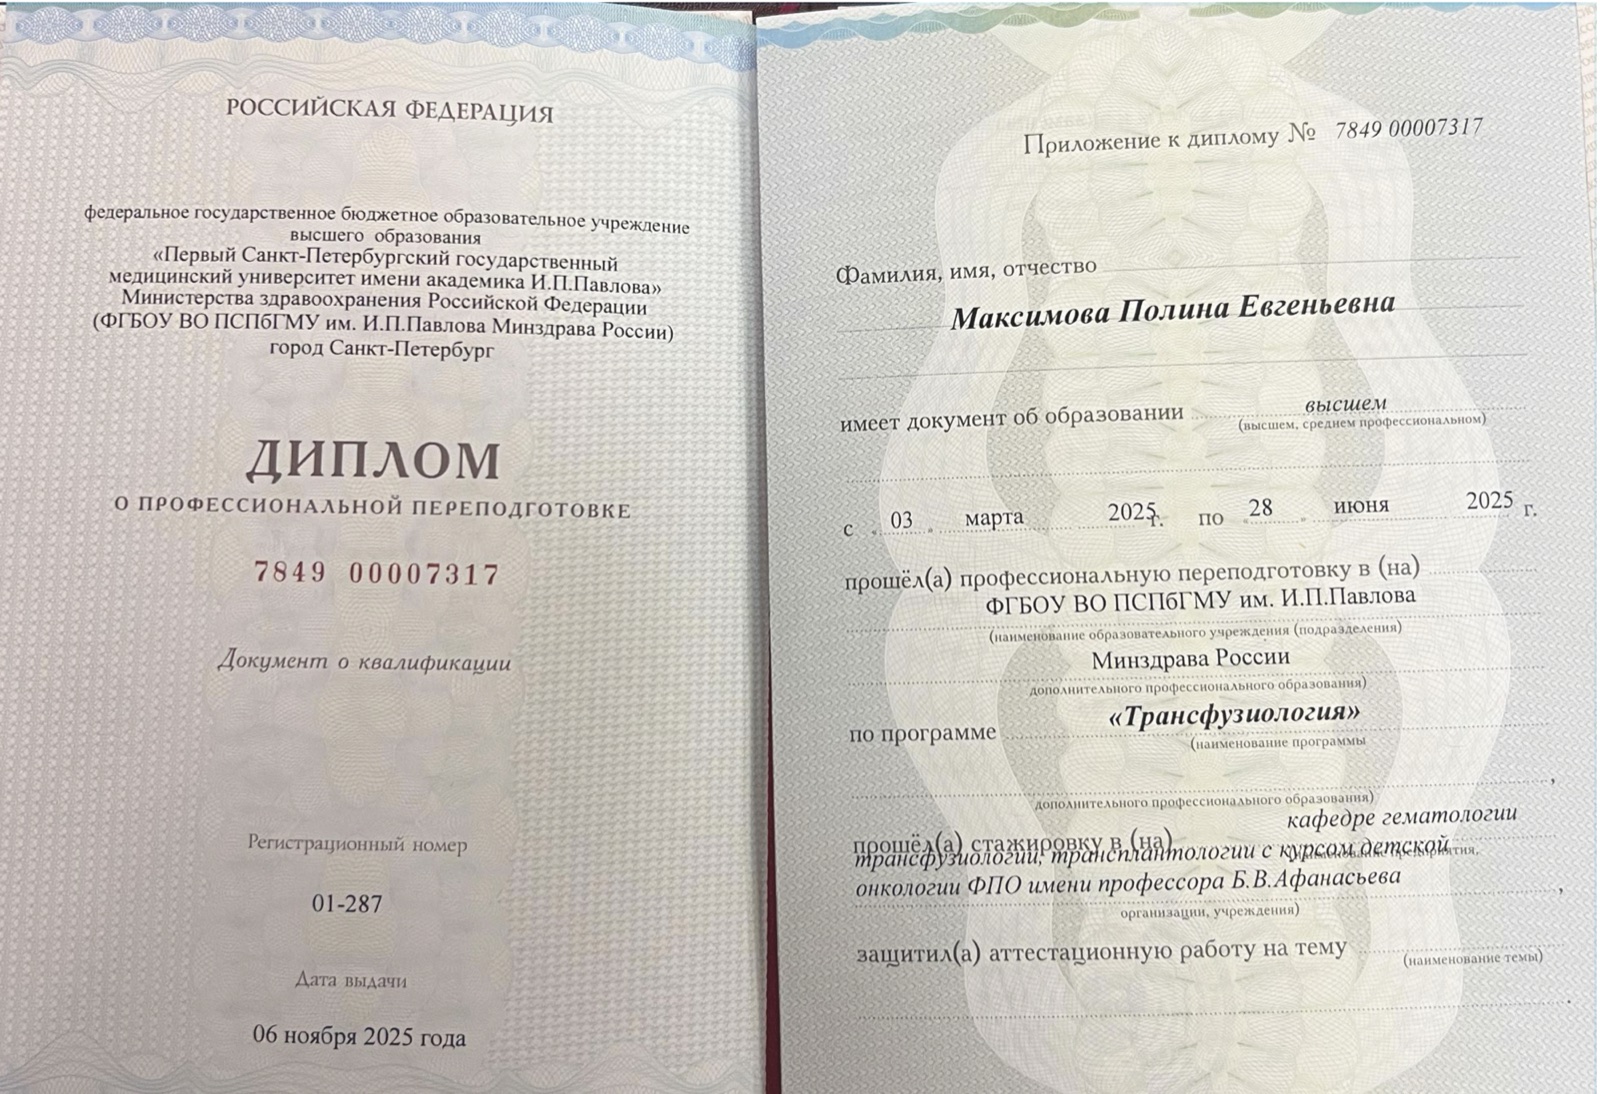 РОССИЙСКАЯ ФЕДЕРАЦИЯ
федеральное государственное бюджетное образовательное учреждение
высшего образования
«Первый Санкт-Петербургский государственный
медицинский университет имени академика И.П.Павлова»
Министерства здравоохранения Российской Федерации
(ФГБОУ ВО ПСПбГМУ им. И.П.Павлова Минздрава России)
город Санкт-Петербург
ДИПЛОМ
О ПРОФЕССИОНАЛЬНОЙ ПЕРЕПОДГОТОВКЕ
7849 00007317
Документ о квалификации
Регистрационный номер
01-287
Дата выдачи
06 ноября 2025 года
Приложение к диплому № 7849 00007317
Фамилия, имя, отчество
Максимова Полина Евгеньевна
имеет документ об образовании высшем
(высшем, среднем профессиональном)
с „ 03 „ марта 2025 г. по „ 28 „ июня 2025 г.
прошёл(а) профессиональную переподготовку в (на)
ФГБОУ ВО ПСПбГМУ им. И.П.Павлова
(наименование образовательного учреждения (подразделения)
Минздрава России
дополнительного профессионального образования)
по программе «Трансфузиология»
(наименование программы
,
дополнительного профессионального образования)
кафедре гематологии
прошёл(а) стажировку в (на)
трансфузиологии, трансплантологии с курсом детской
онкологии ФПО имени профессора Б.В.Афанасьева ,
организации, учреждения)
защитил(а) аттестационную работу на тему
(наименование темы)
.